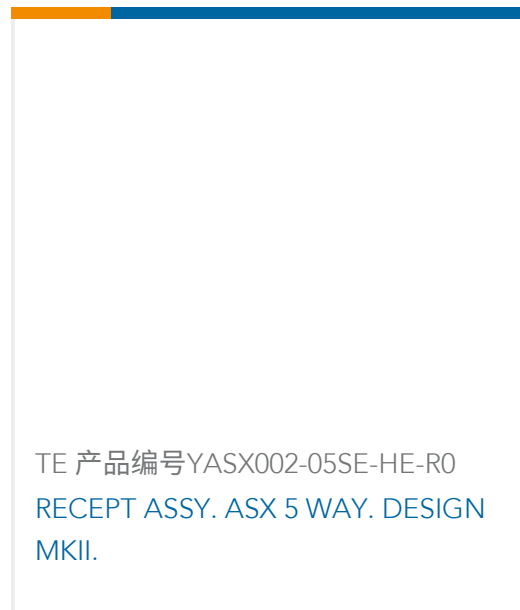 TE 产品编号YASX002-05SE-HE-R0
RECEPT ASSY. ASX 5 WAY. DESIGN
MKII.